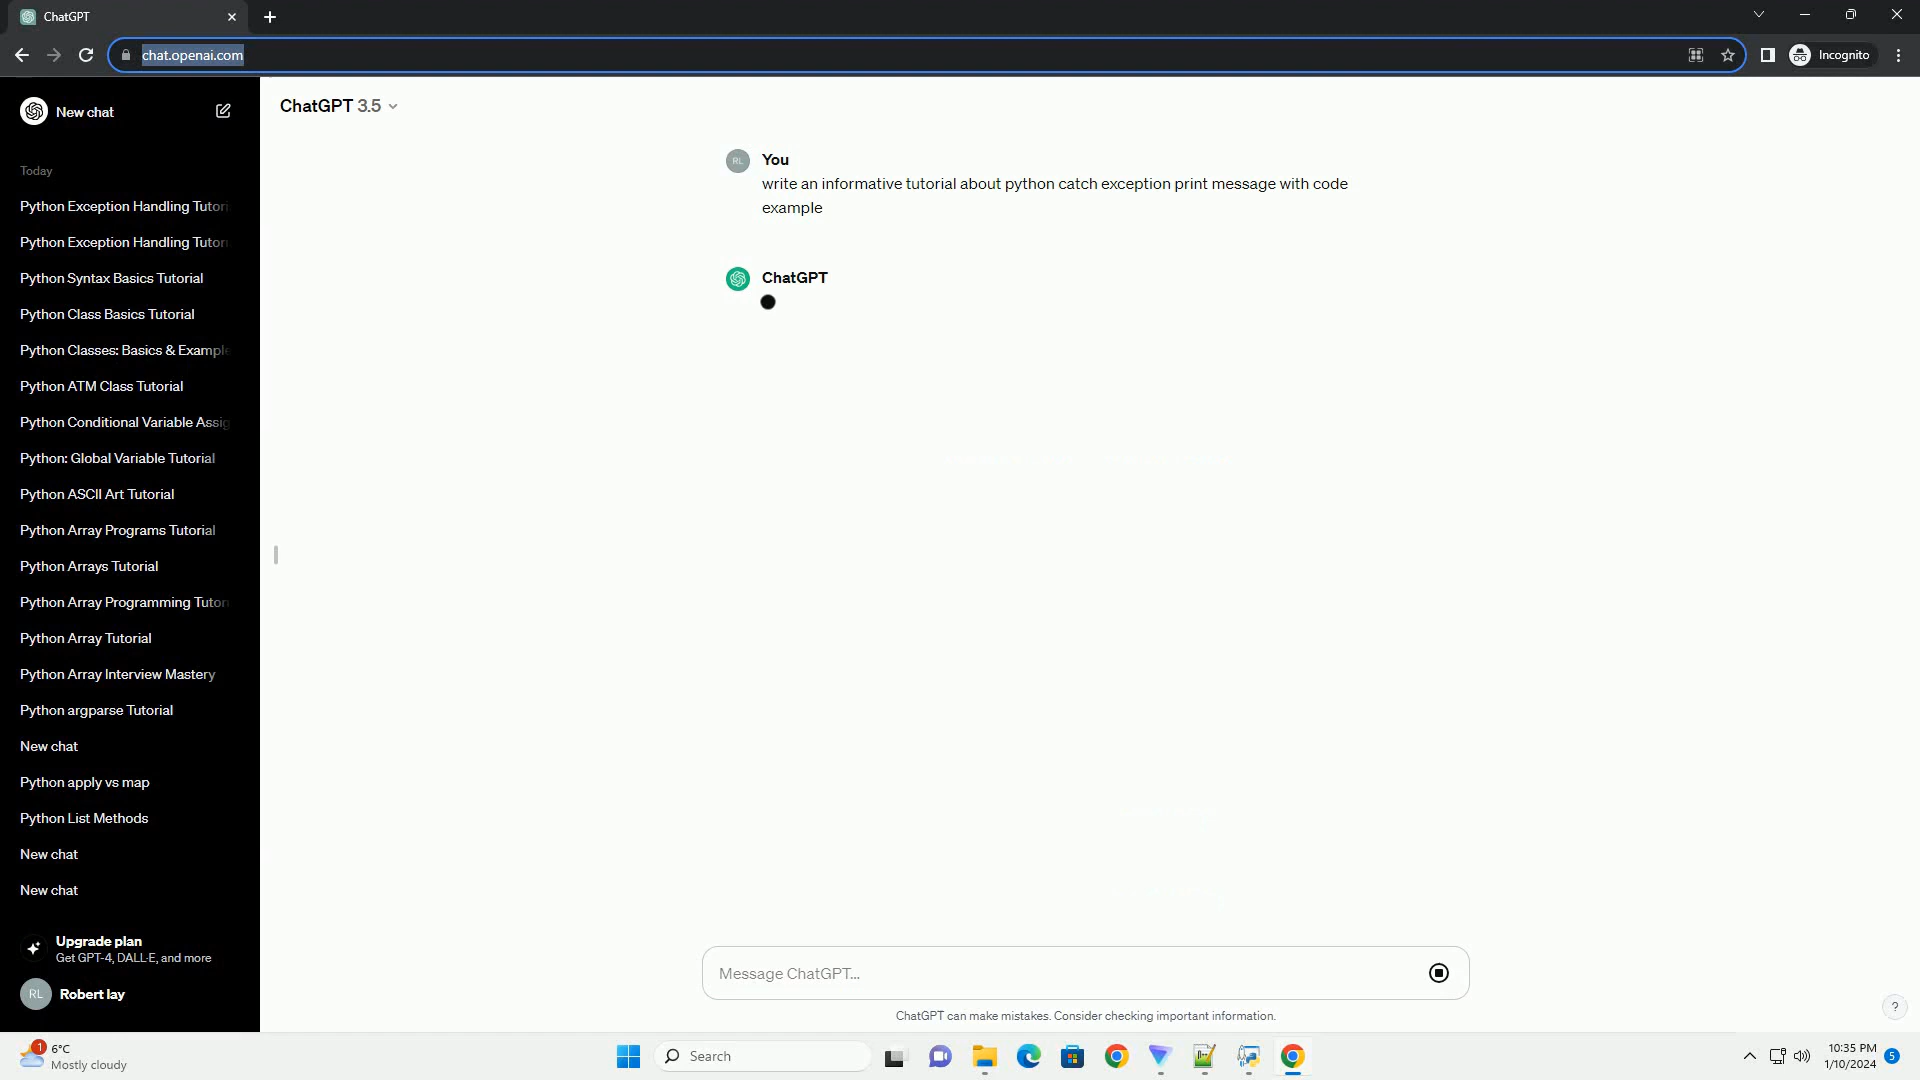 ChatGPT
chat.openai.com
Incognito
New chat
ChatGPT 3.5
Today
Python Exception Handling Tutori
Python Exception Handling Tutori
Python Syntax Basics Tutorial
Python Class Basics Tutorial
Python Classes: Basics & Example
Python ATM Class Tutorial
Python Conditional Variable Assig
Python: Global Variable Tutorial
Python ASCII Art Tutorial
Python Array Programs Tutorial
Python Arrays Tutorial
Python Array Programming Tutori
Python Array Tutorial
Python Array Interview Mastery
Python argparse Tutorial
New chat
Python apply vs map
Python List Methods
New chat
New chat
Upgrade plan
Get GPT-4, DALL·E, and more
RL
Robert lay
RL
You
write an informative tutorial about python catch exception print message with code
example
ChatGPT
Message ChatGPT...
ChatGPT can make mistakes. Consider checking important information.
?
1
6°C
Mostly cloudy
Search
10:35 PM
1/10/2024
5